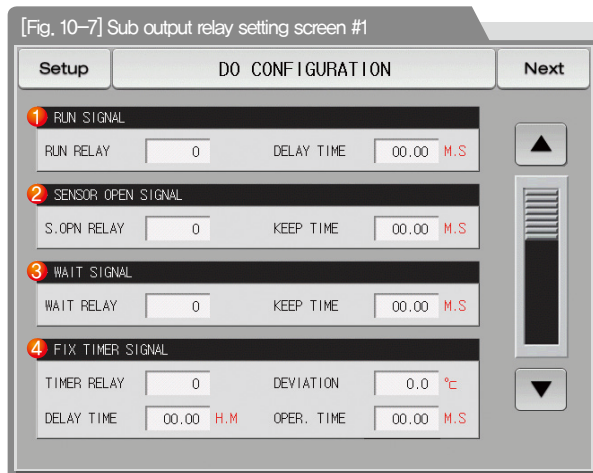 [Fig. 10-7] Sub output relay setting screen #1
Setup DO CONFIGURATION Next
1 RUN SIGNAL
RUN RELAY 0 DELAY TIME 00.00 M.S
2 SENSOR OPEN SIGNAL
S.OPN RELAY 0 KEEP TIME 00.00 M.S
3 WAIT SIGNAL
WAIT RELAY 0 KEEP TIME 00.00 M.S
4 FIX TIMER SIGNAL
TIMER RELAY 0 DEVIATION 0.0 ℃
DELAY TIME 00.00 H.M OPER. TIME 00.00 M.S